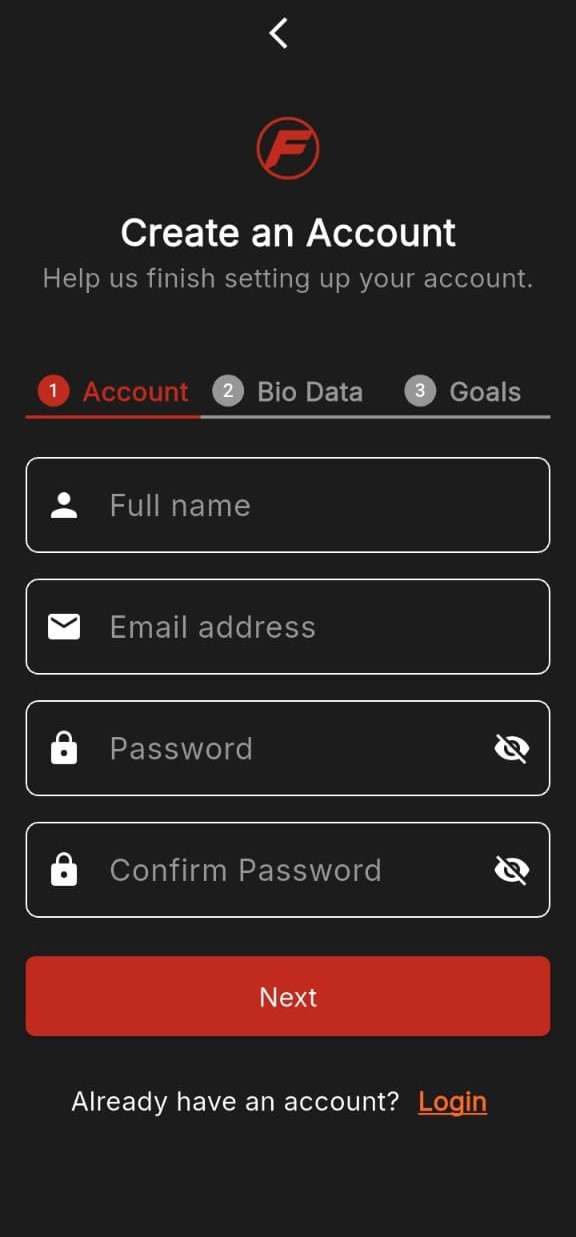 F
Create an Account
Help us finish setting up your account.
1 Account 2 Bio Data 3 Goals
Full name
Email address
Password
Confirm Password
Next
Already have an account? Login